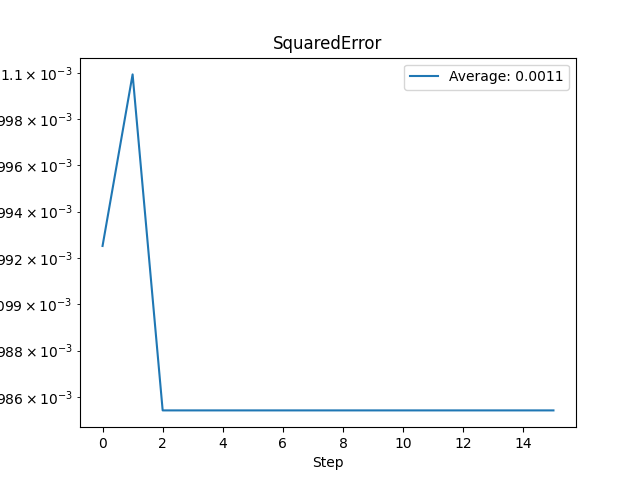 SquaredError
Average: 0.0011
1.1 × 10⁻³
998 × 10⁻³
996 × 10⁻³
994 × 10⁻³
992 × 10⁻³
099 × 10⁻³
988 × 10⁻³
986 × 10⁻³
0 2 4 6 8 10 12 14
Step